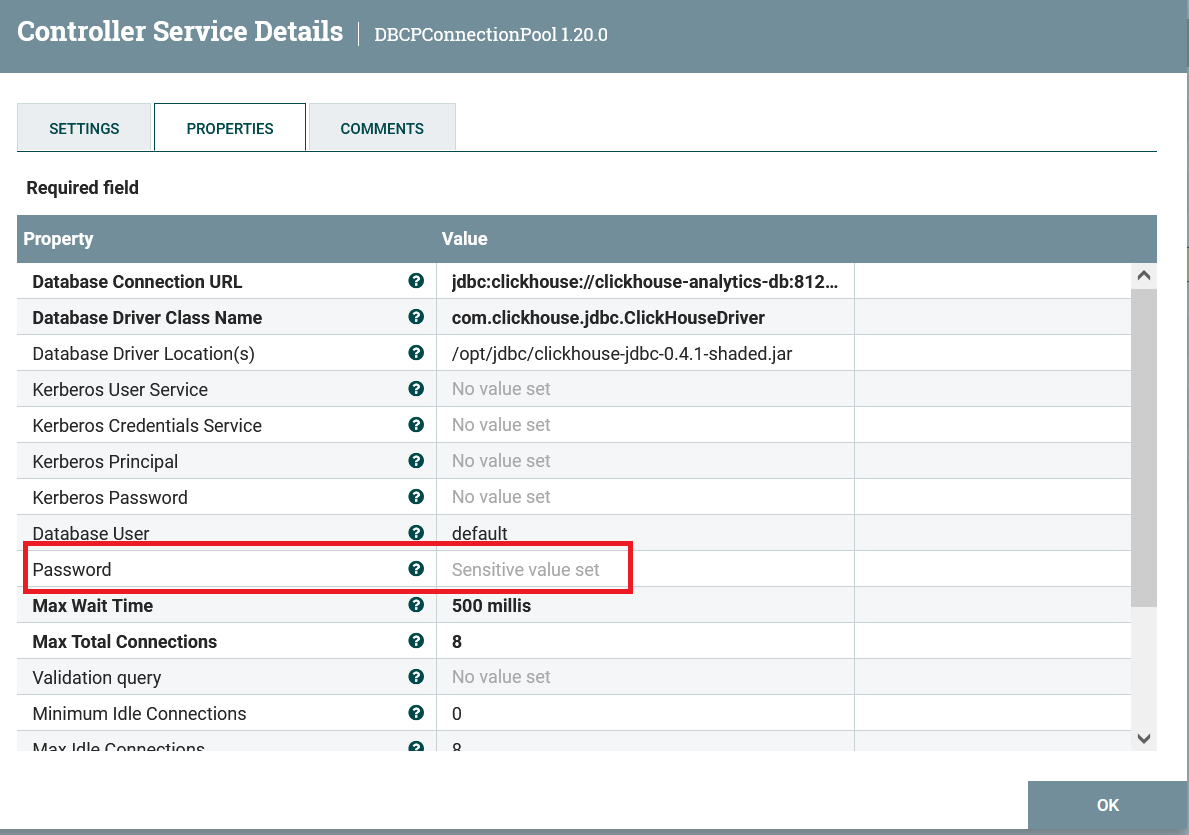 Controller Service Details | DBCPConnectionPool 1.20.0
SETTINGS PROPERTIES COMMENTS
Required field
Property Value
Database Connection URL ? jdbc:clickhouse://clickhouse-analytics-db:812...
Database Driver Class Name ? com.clickhouse.jdbc.ClickHouseDriver
Database Driver Location(s) ? /opt/jdbc/clickhouse-jdbc-0.4.1-shaded.jar
Kerberos User Service ? No value set
Kerberos Credentials Service ? No value set
Kerberos Principal ? No value set
Kerberos Password ? No value set
Database User ? default
Password ? Sensitive value set
Max Wait Time ? 500 millis
Max Total Connections ? 8
Validation query ? No value set
Minimum Idle Connections ? 0
Max Idle Connections ? 8
OK